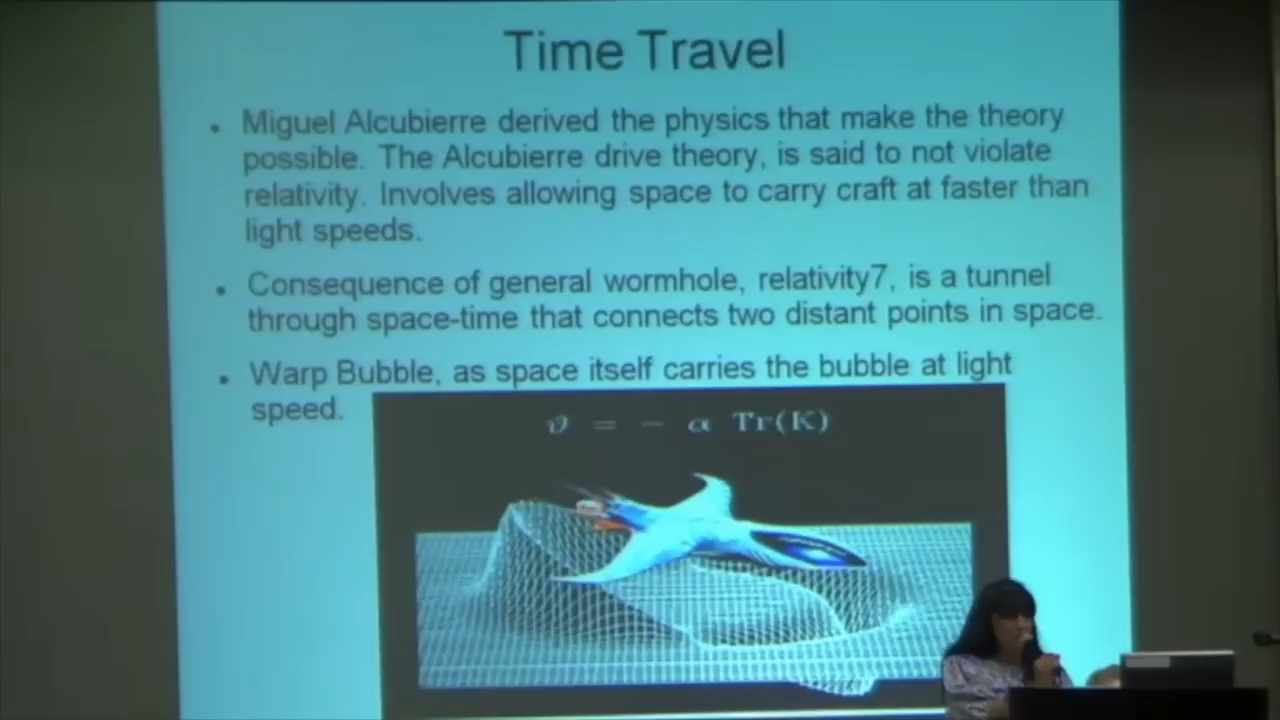 Time Travel
• Miguel Alcubierre derived the physics that make the theory
possible. The Alcubierre drive theory, is said to not violate
relativity. Involves allowing space to carry craft at faster than
light speeds.
• Consequence of general wormhole, relativity7, is a tunnel
through space-time that connects two distant points in space.
• Warp Bubble, as space itself carries the bubble at light
speed.
ϑ = - α Tr(K)